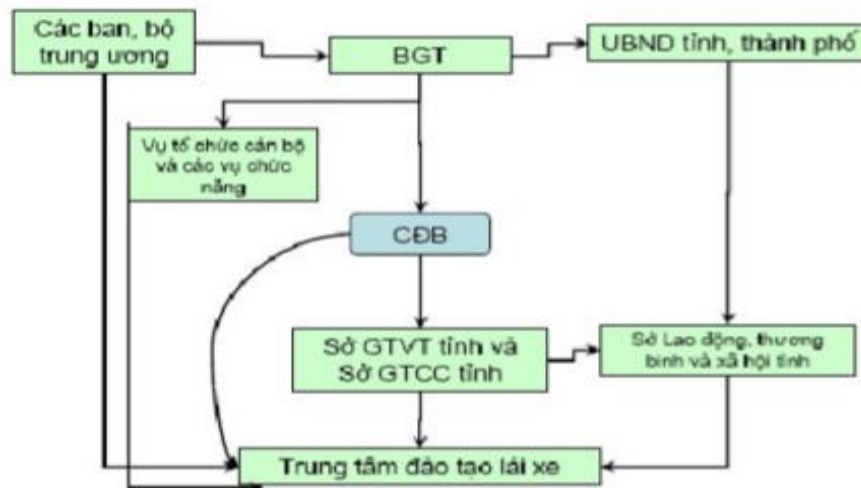 Các ban, bộ
trung ương
BGT
UBND tỉnh, thành phố
Vụ tổ chức cán bộ
và các vụ chức
năng
CĐB
Sở GTVT tỉnh và
Sở GTCC tỉnh
Sở Lao động, thương
binh và xã hội tỉnh
Trung tâm đào tạo lái xe